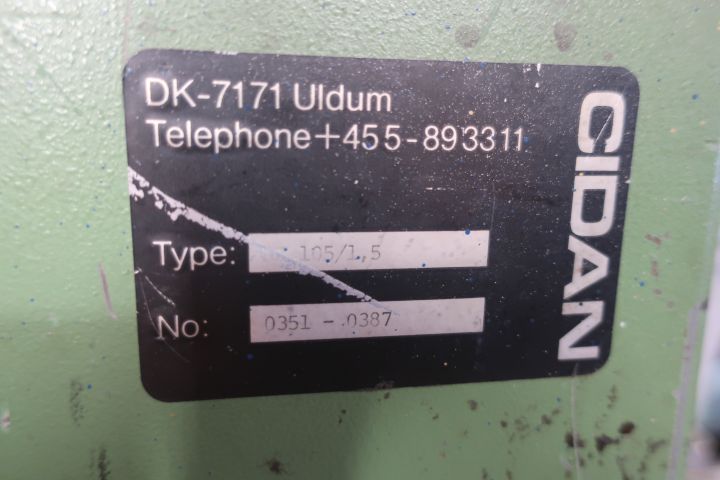 DK-7171 Uldum
Telephone+455-893311
CIDAN
Type: 105/1,5
No: 0351 - 0387